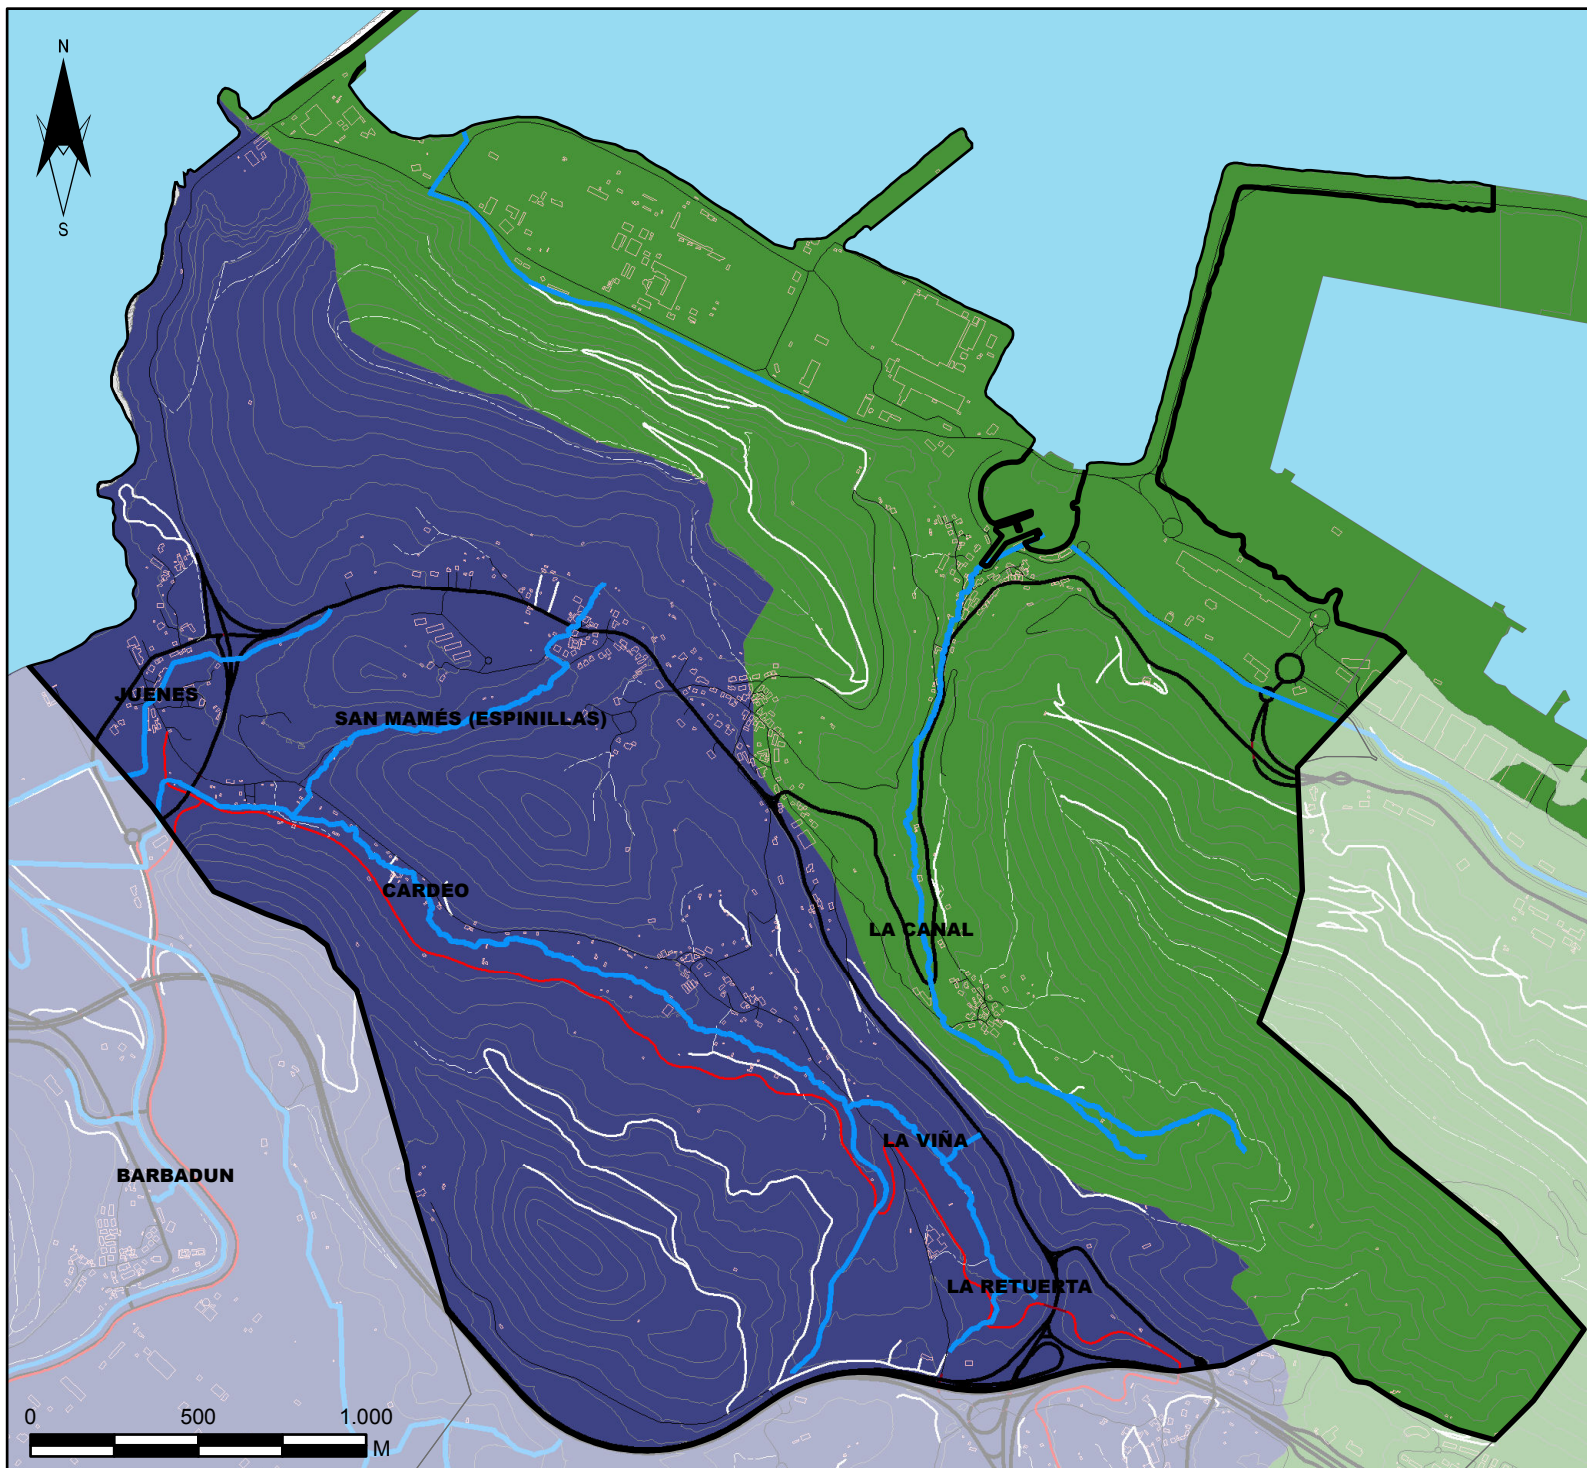 N
S
JUENES
SAN MAMÉS (ESPINILLAS)
CARDEO
LA CANAL
LA VIÑA
BARBADUN
LA RETUERTA
0 500 1.000
M